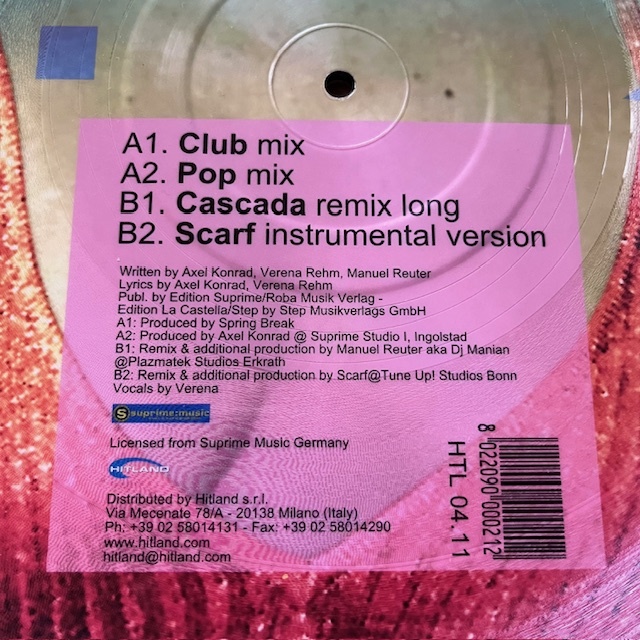 A1. Club mix
A2. Pop mix
B1. Cascada remix long
B2. Scarf instrumental version
Written by Axel Konrad, Verena Rehm, Manuel Reuter
Lyrics by Axel Konrad, Verena Rehm
Publ. by Edition Suprime/Roba Musik Verlag -
Edition La Castella/Step by Step Musikverlags GmbH
A1: Produced by Spring Break
A2: Produced by Axel Konrad @ Suprime Studio I, Ingolstad
B1: Remix & additional production by Manuel Reuter aka Dj Manian
@Plazmatek Studios Erkrath
B2: Remix & additional production by Scarf@Tune Up! Studios Bonn
Vocals by Verena
S suprime:music
Licensed from Suprime Music Germany
HITLAND
Distributed by Hitland s.r.l.
Via Mecenate 78/A - 20138 Milano (Italy)
Ph: +39 02 58014131 - Fax: +39 02 58014290
www.hitland.com
hitland@hitland.com
HTL 04.11
8 022090 000212